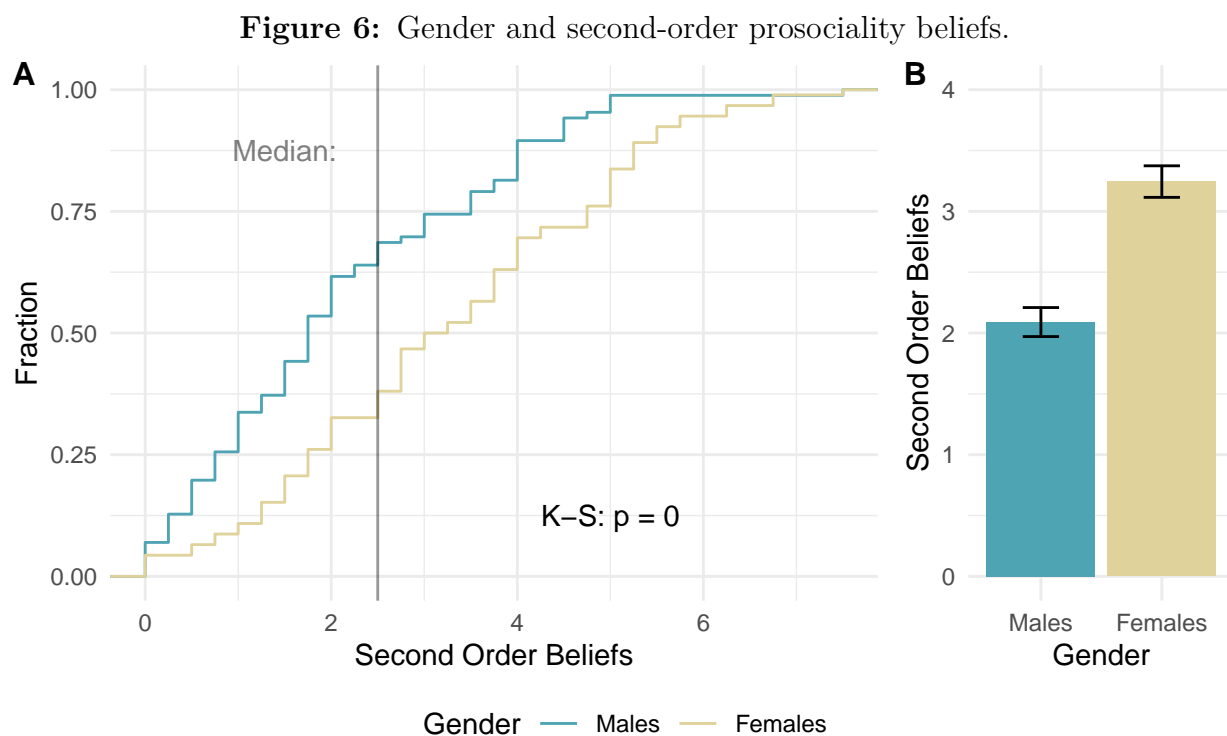 Figure 6: Gender and second-order prosociality beliefs.
A
1.00
0.75
0.50
0.25
0.00
Fraction
Median:
K−S: p = 0
0 2 4 6
Second Order Beliefs
B
4
3
2
1
0
Second Order Beliefs
Males Females
Gender
Gender Males Females